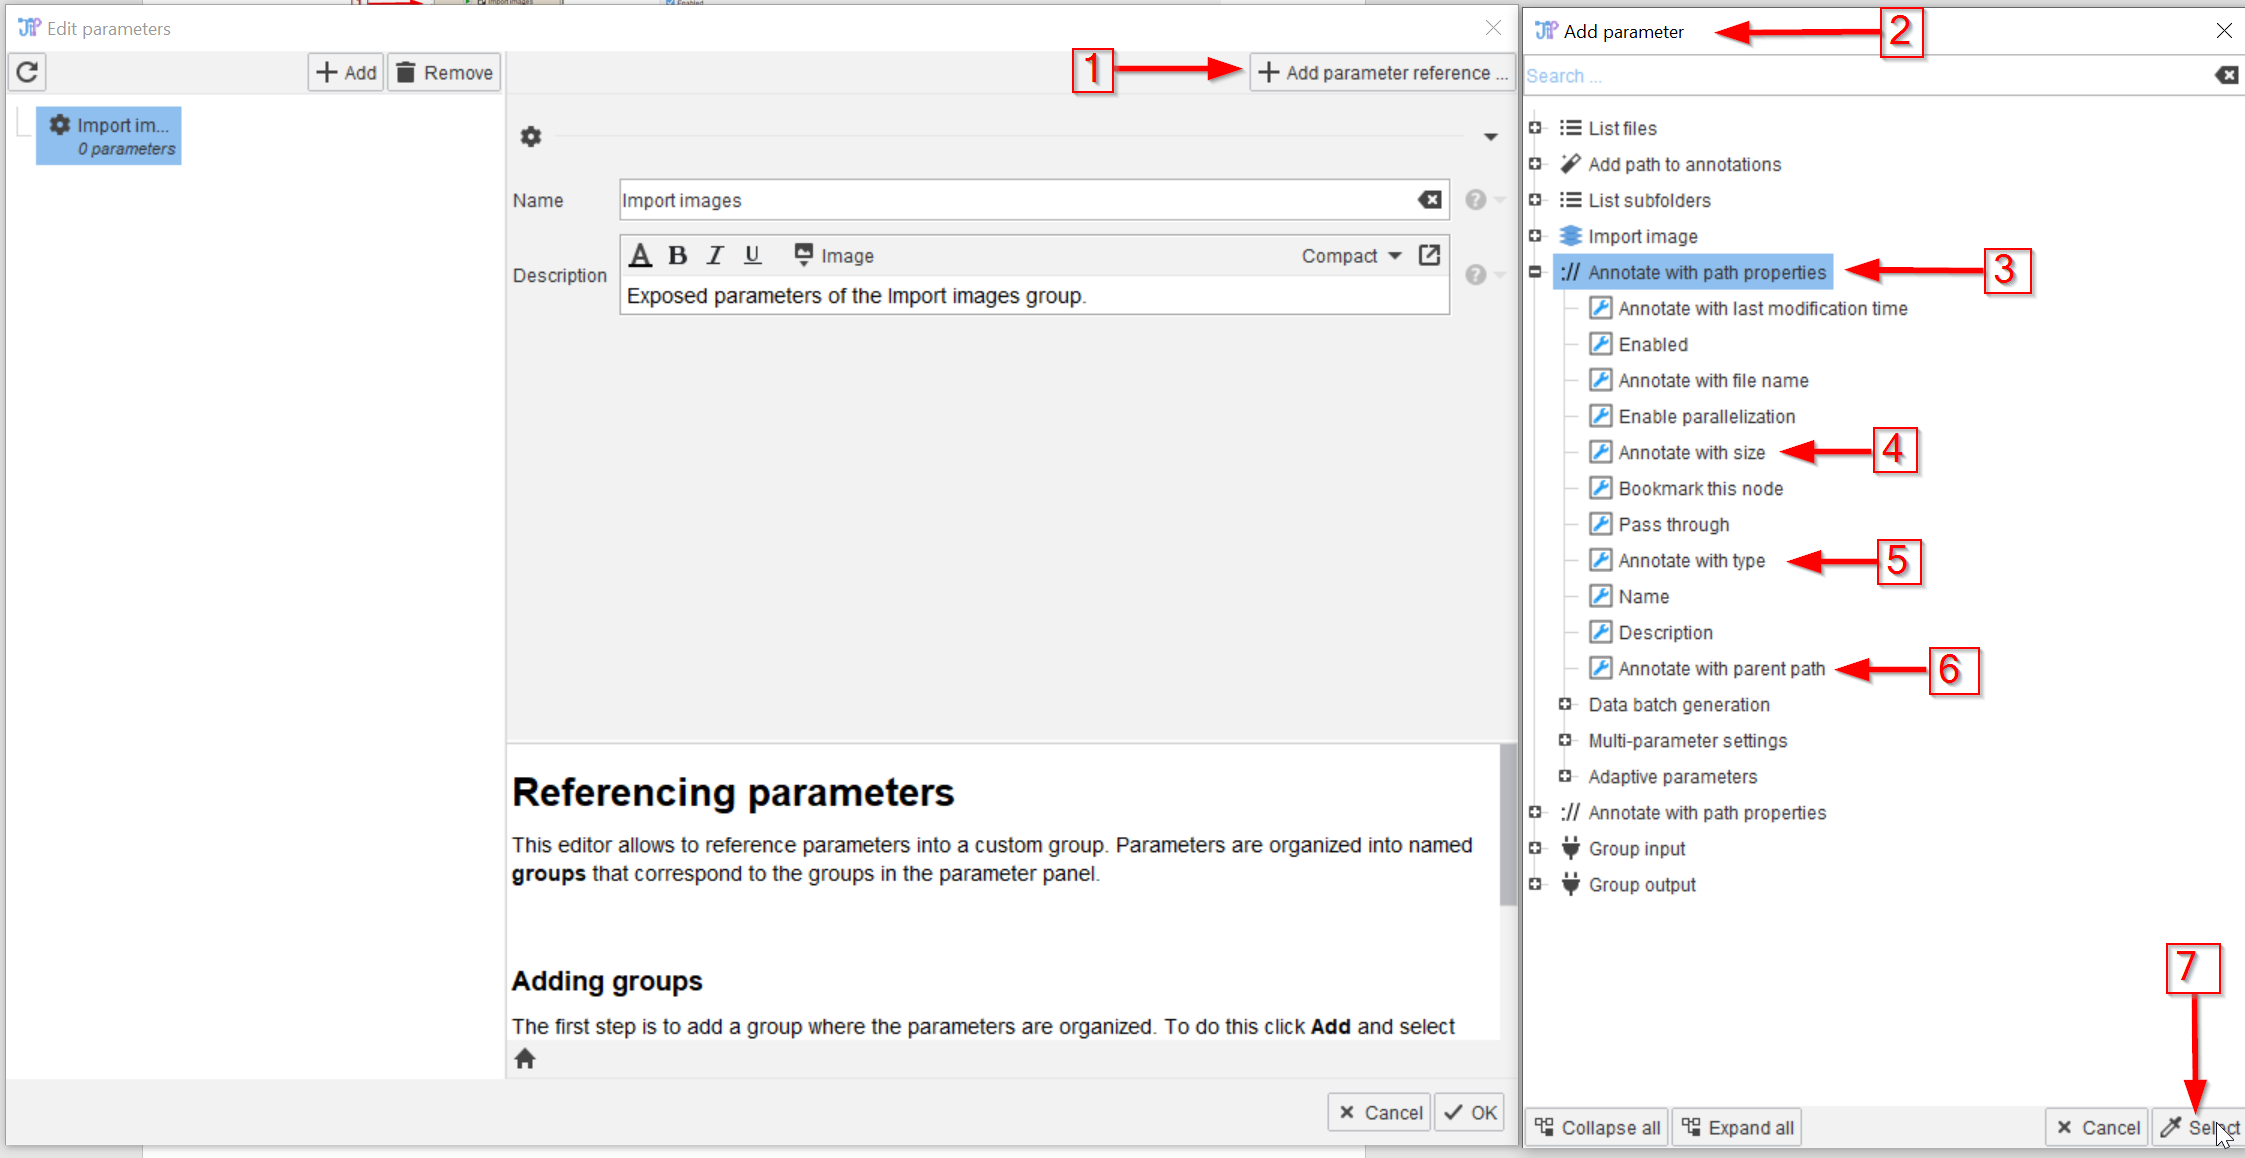 1
Import images
Enabled
Edit parameters
Add
Remove
1
Add parameter reference ...
Import im...
0 parameters
Name
Import images
Description
A B I U Image
Compact
Exposed parameters of the Import images group.
Referencing parameters
This editor allows to reference parameters into a custom group. Parameters are organized into named
groups that correspond to the groups in the parameter panel.
Adding groups
The first step is to add a group where the parameters are organized. To do this click Add and select
Cancel
OK
Add parameter
2
Search ...
List files
Add path to annotations
List subfolders
Import image
:// Annotate with path properties
3
Annotate with last modification time
Enabled
Annotate with file name
Enable parallelization
Annotate with size
4
Bookmark this node
Pass through
Annotate with type
5
Name
Description
Annotate with parent path
6
Data batch generation
Multi-parameter settings
Adaptive parameters
:// Annotate with path properties
Group input
Group output
7
Collapse all
Expand all
Cancel
Select